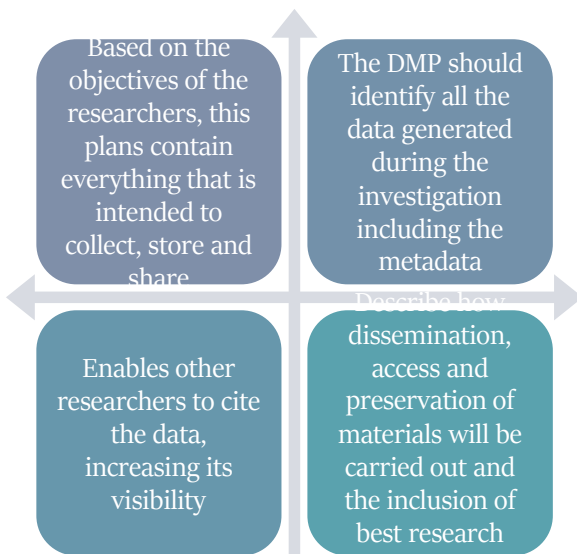 Based on the
objectives of the
researchers, this
plans contain
everything that is
intended to
collect, store and
share
The DMP should
identify all the
data generated
during the
investigation
including the
metadata
Enables other
researchers to cite
the data,
increasing its
visibility
Describe how
dissemination,
access and
preservation of
materials will be
carried out and
the inclusion of
best research